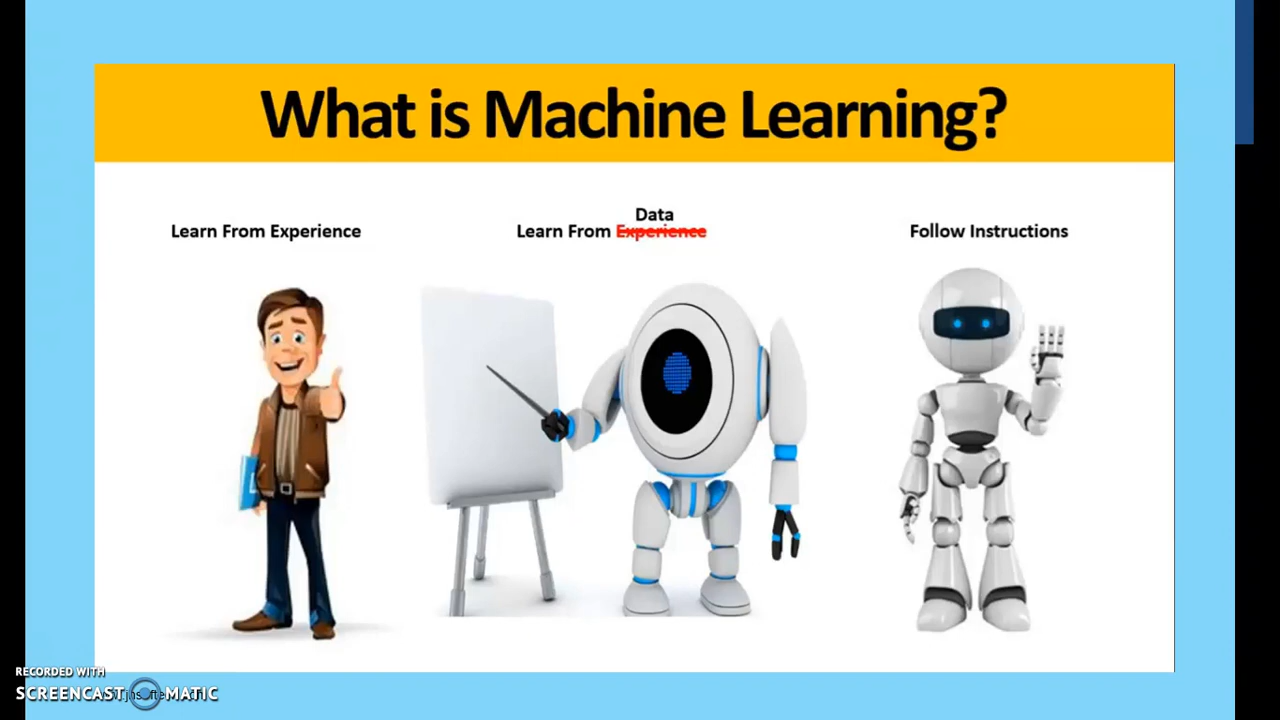 What is Machine Learning?
Learn From Experience
Data
Learn From Experience
Follow Instructions
RECORDED WITH
SCREENCAST MATIC